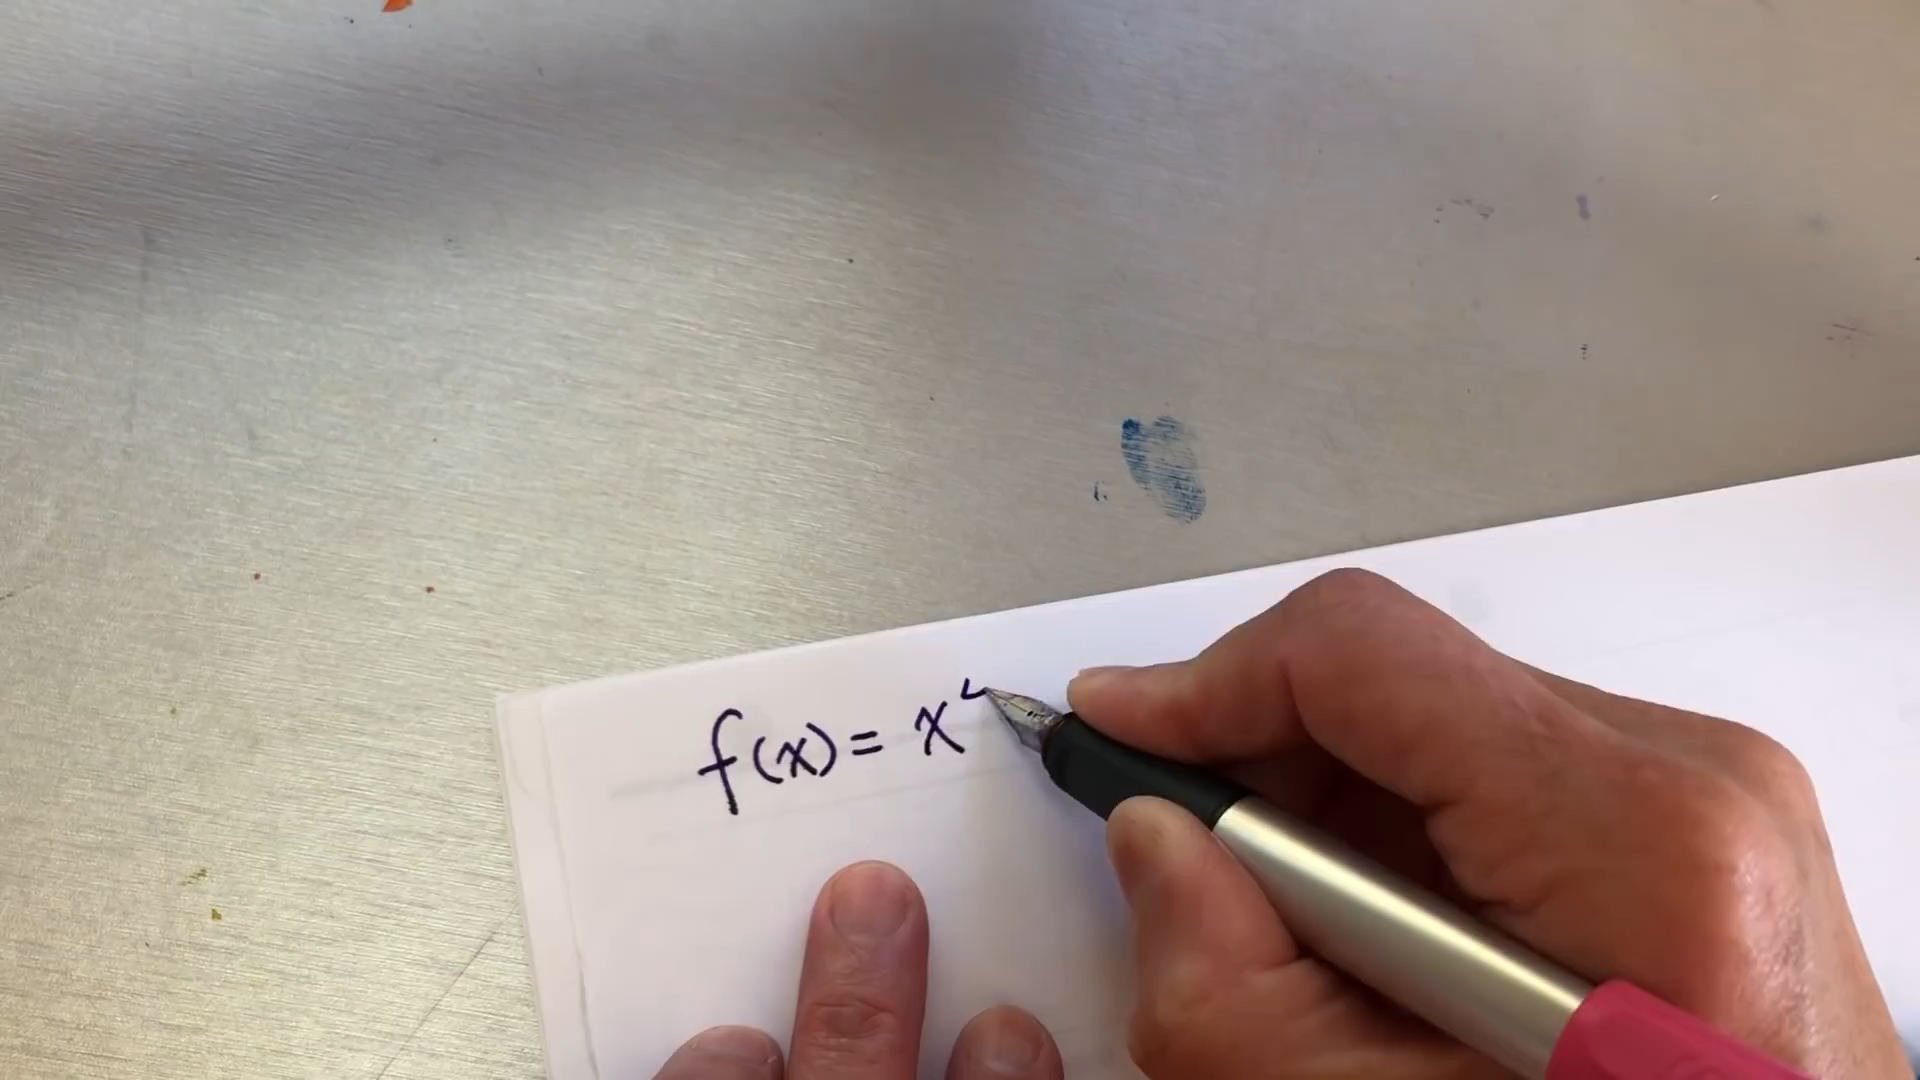 f(x) = x